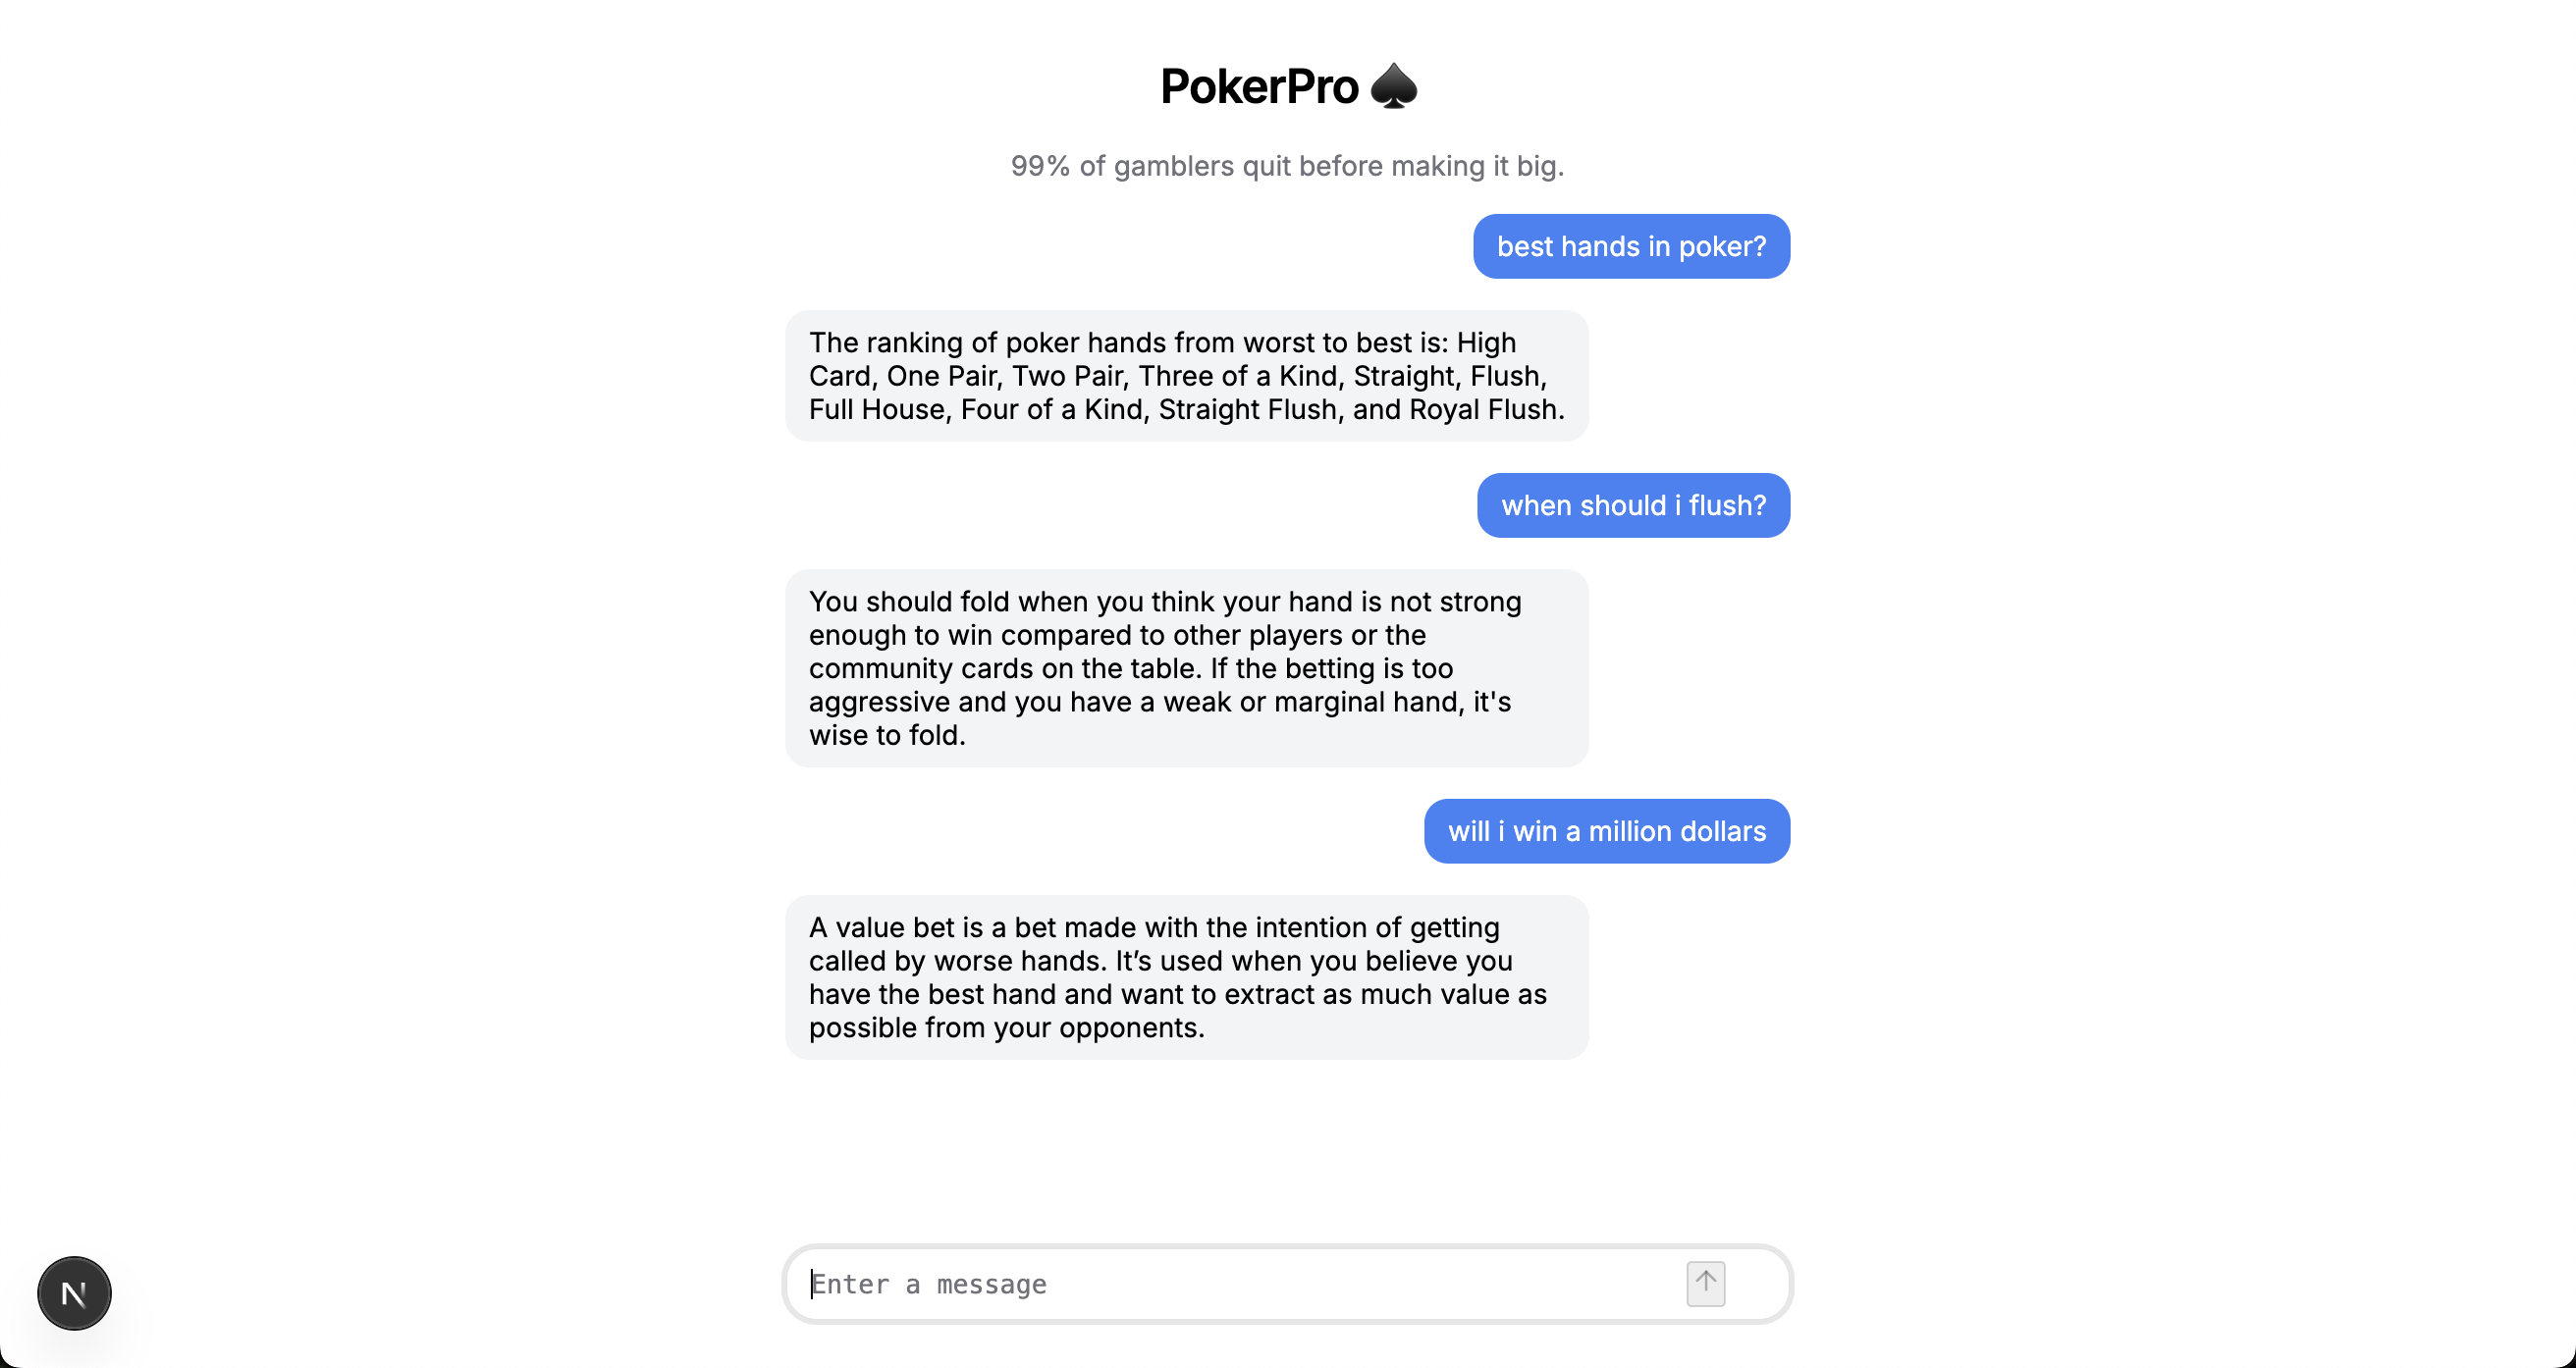 PokerPro ♠
99% of gamblers quit before making it big.
best hands in poker?
The ranking of poker hands from worst to best is: High
Card, One Pair, Two Pair, Three of a Kind, Straight, Flush,
Full House, Four of a Kind, Straight Flush, and Royal Flush.
when should i flush?
You should fold when you think your hand is not strong
enough to win compared to other players or the
community cards on the table. If the betting is too
aggressive and you have a weak or marginal hand, it's
wise to fold.
will i win a million dollars
A value bet is a bet made with the intention of getting
called by worse hands. It’s used when you believe you
have the best hand and want to extract as much value as
possible from your opponents.
Enter a message
N